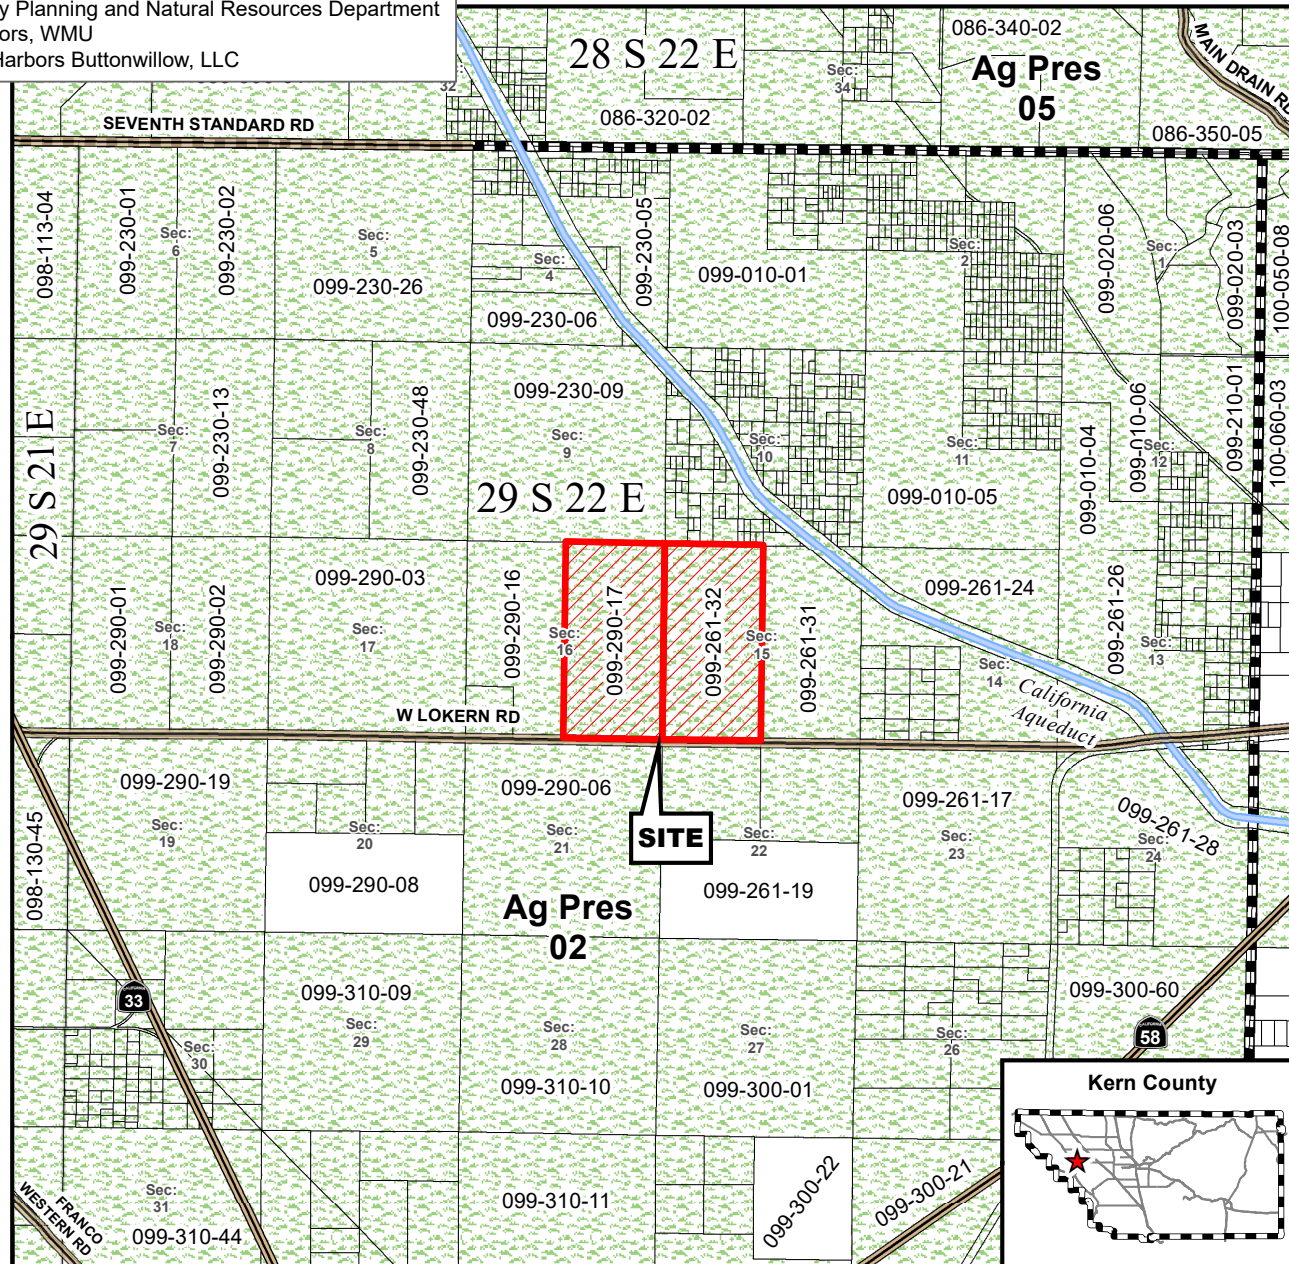 y Planning and Natural Resources Department
ors, WMU
Harbors Buttonwillow, LLC
28 S 22 E
086-340-02
Ag Pres
05
MAIN DRAIN RD
Sec:
34
32
086-320-02
086-350-05
SEVENTH STANDARD RD
098-113-04
099-230-01
Sec:
6
099-230-02
Sec:
5
099-230-26
Sec:
4
099-230-06
099-230-05
099-010-01
Sec:
2
099-020-06
Sec:
1
099-020-03
100-050-08
29 S 21 E
Sec:
7
099-230-13
Sec:
8
099-230-48
099-230-09
Sec:
9
Sec:
10
Sec:
11
099-010-05
099-010-04
099-010-06
Sec:
12
099-210-01
100-060-03
29 S 22 E
099-290-01
Sec:
18
099-290-02
099-290-03
Sec:
17
099-290-16
Sec:
16
099-290-17
099-261-32
Sec:
15
099-261-31
099-261-24
Sec:
14
099-261-26
Sec:
13
California
Aqueduct
W LOKERN RD
098-130-45
099-290-19
Sec:
19
Sec:
20
099-290-08
099-290-06
Sec:
21
SITE
Sec:
22
099-261-19
099-261-17
Sec:
23
099-261-28
Sec:
24
Ag Pres
02
CALIFORNIA
33
Sec:
30
099-310-09
Sec:
29
Sec:
28
099-310-10
Sec:
27
099-300-01
Sec:
26
099-300-60
CALIFORNIA
58
Sec:
31
099-310-44
FRANCO
WESTERN RD
099-310-11
099-300-22
099-300-21
Kern County